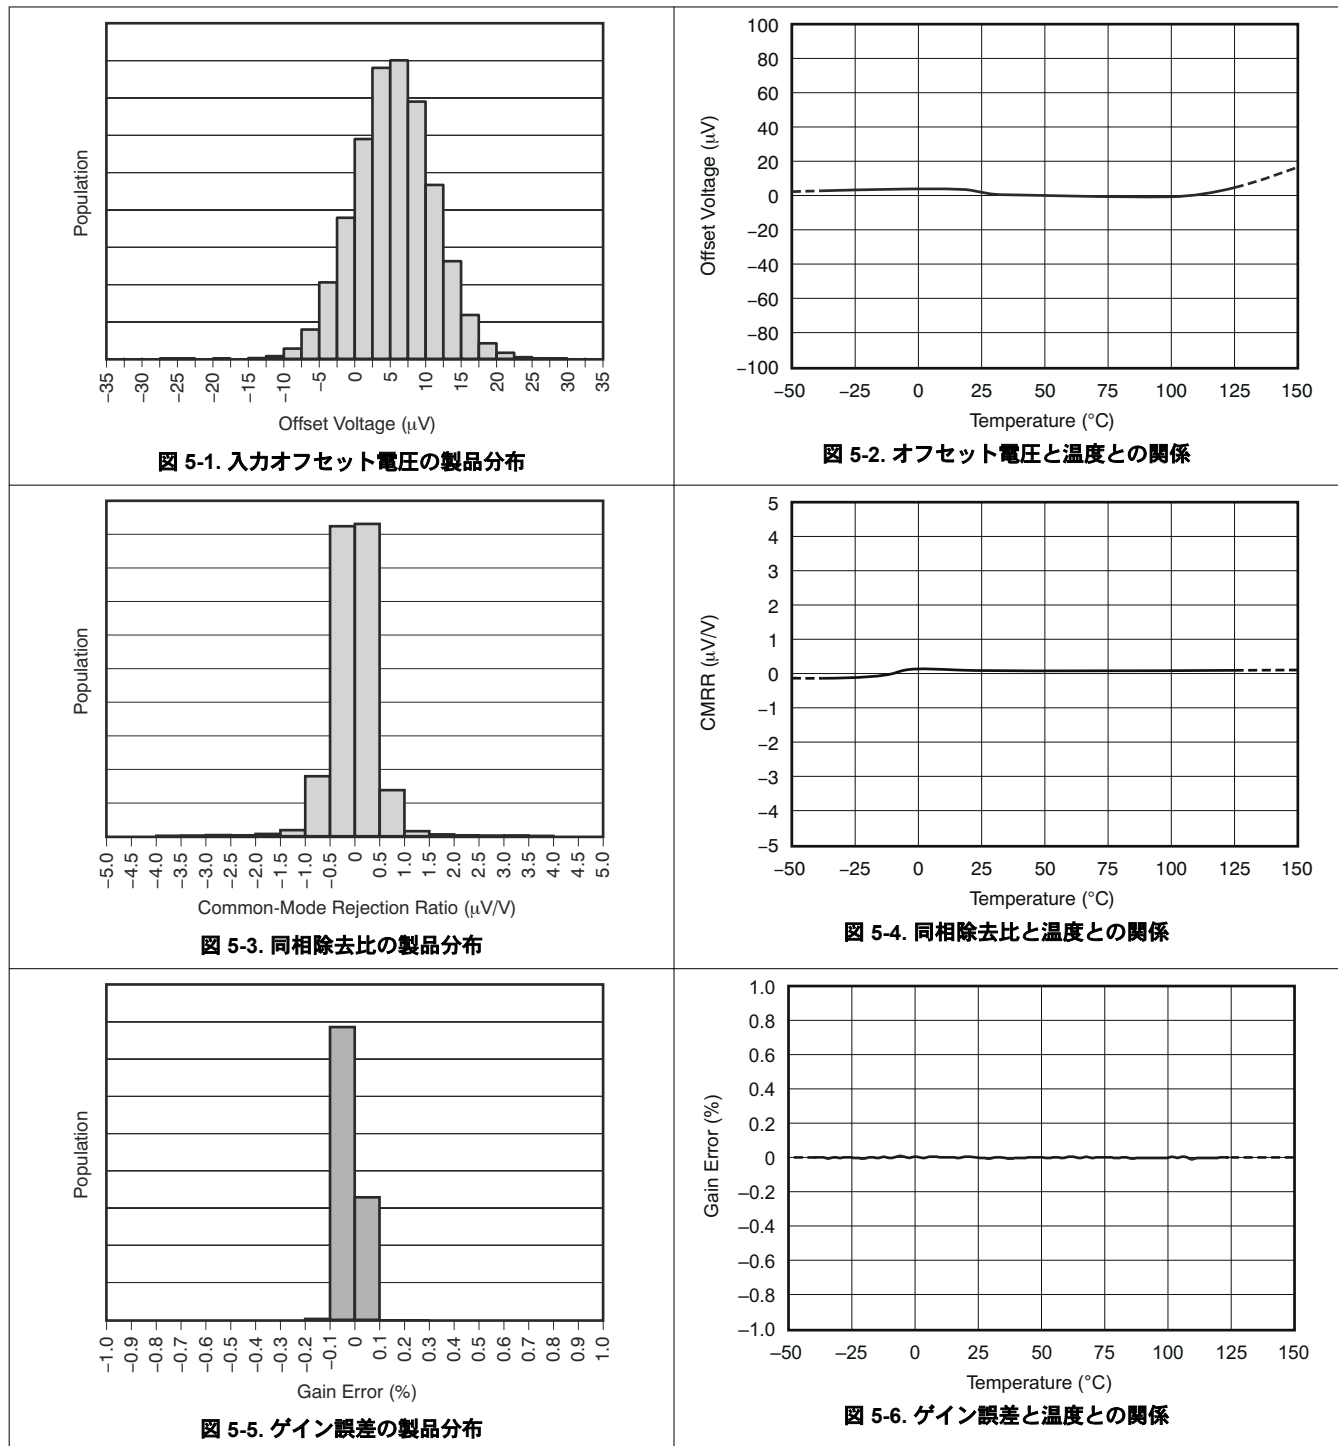 Population
−35 −30 −25 −20 −15 −10 −5 0 5 10 15 20 25 30 35
Offset Voltage (μV)
図 5-1. 入力オフセット電圧の製品分布
100
80
60
40
20
0
−20
−40
−60
−80
−100
Offset Voltage (μV)
−50 −25 0 25 50 75 100 125 150
Temperature (°C)
図 5-2. オフセット電圧と温度との関係
Population
−5.0 −4.5 −4.0 −3.5 −3.0 −2.5 −2.0 −1.5 −1.0 −0.5 0 0.5 1.0 1.5 2.0 2.5 3.0 3.5 4.0 4.5 5.0
Common-Mode Rejection Ratio (μV/V)
図 5-3. 同相除去比の製品分布
5
4
3
2
1
0
−1
−2
−3
−4
−5
CMRR (μV/V)
−50 −25 0 25 50 75 100 125 150
Temperature (°C)
図 5-4. 同相除去比と温度との関係
Population
−1.0 −0.9 −0.8 −0.7 −0.6 −0.5 −0.4 −0.3 −0.2 −0.1 0 0.1 0.2 0.3 0.4 0.5 0.6 0.7 0.8 0.9 1.0
Gain Error (%)
図 5-5. ゲイン誤差の製品分布
1.0
0.8
0.6
0.4
0.2
0
−0.2
−0.4
−0.6
−0.8
−1.0
Gain Error (%)
−50 −25 0 25 50 75 100 125 150
Temperature (°C)
図 5-6. ゲイン誤差と温度との関係